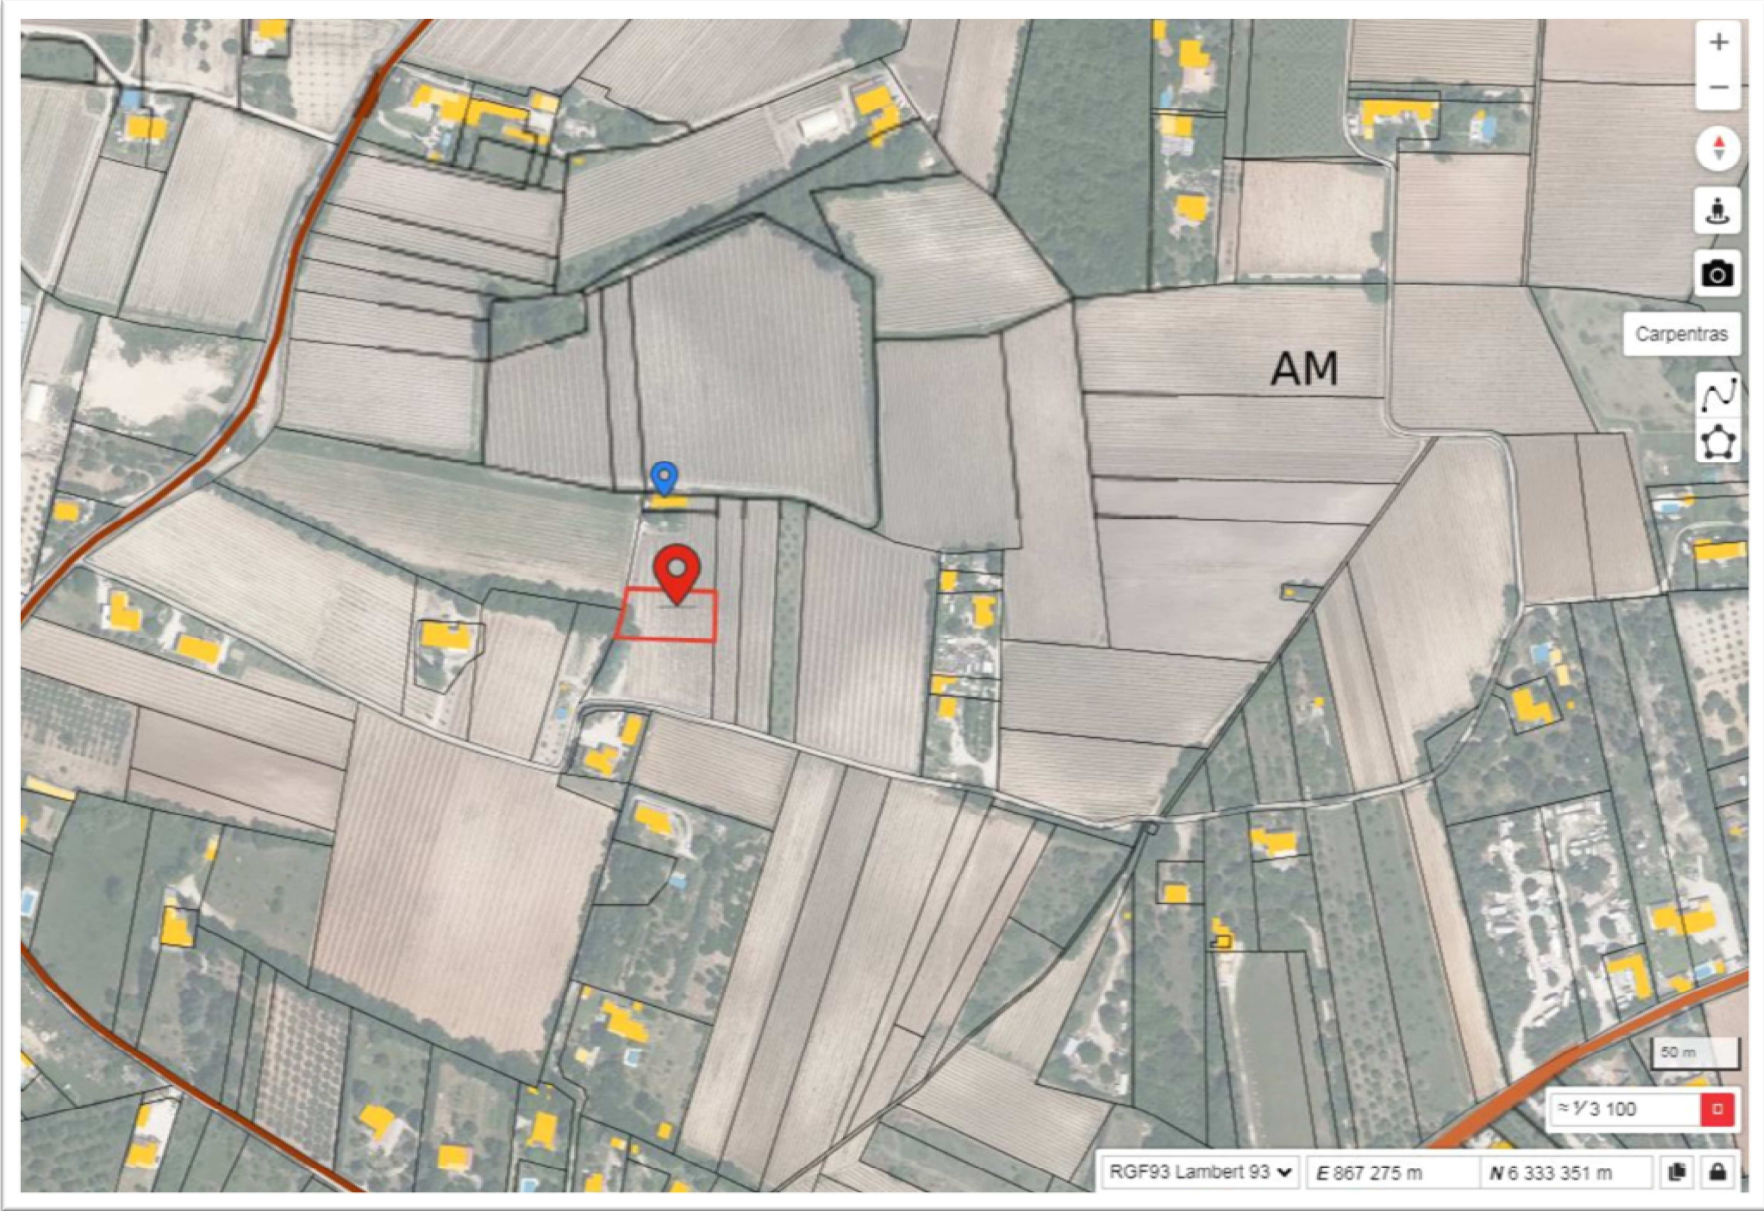 +
−
Carpentras
AM
50 m
≈ 1⁄ 3 100
RGF93 Lambert 93
E 867 275 m
N 6 333 351 m